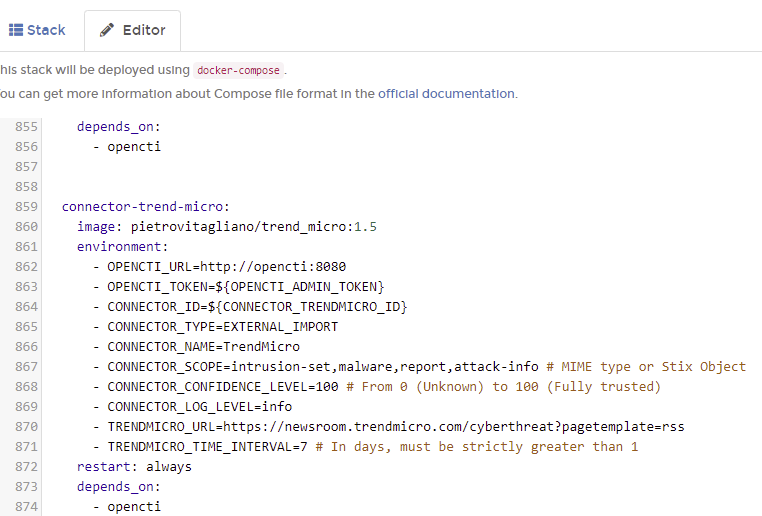 Stack
Editor
his stack will be deployed using docker-compose .
ou can get more information about Compose file format in the official documentation.
855 depends_on:
856 - opencti
857
858
859 connector-trend-micro:
860 image: pietrovitagliano/trend_micro:1.5
861 environment:
862 - OPENCTI_URL=http://opencti:8080
863 - OPENCTI_TOKEN=${OPENCTI_ADMIN_TOKEN}
864 - CONNECTOR_ID=${CONNECTOR_TRENDMICRO_ID}
865 - CONNECTOR_TYPE=EXTERNAL_IMPORT
866 - CONNECTOR_NAME=TrendMicro
867 - CONNECTOR_SCOPE=intrusion-set,malware,report,attack-info # MIME type or Stix Object
868 - CONNECTOR_CONFIDENCE_LEVEL=100 # From 0 (Unknown) to 100 (Fully trusted)
869 - CONNECTOR_LOG_LEVEL=info
870 - TRENDMICRO_URL=https://newsroom.trendmicro.com/cyberthreat?pagetemplate=rss
871 - TRENDMICRO_TIME_INTERVAL=7 # In days, must be strictly greater than 1
872 restart: always
873 depends_on:
874 - opencti